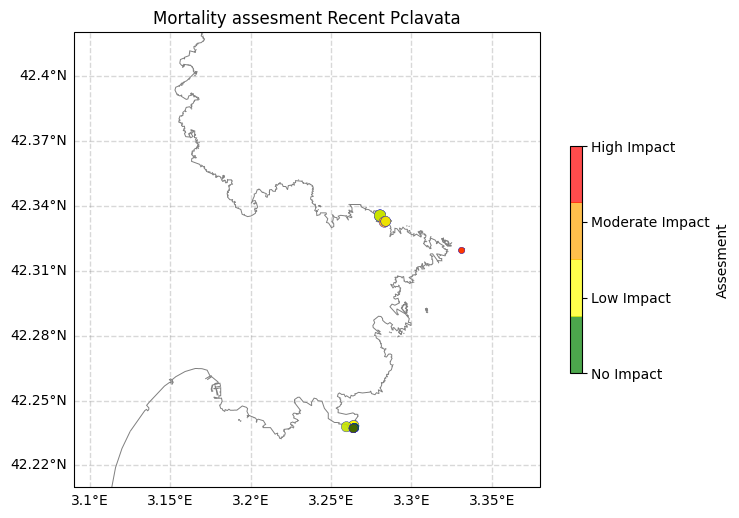 Mortality assesment Recent Pclavata
42.4°N
42.37°N
42.34°N
42.31°N
42.28°N
42.25°N
42.22°N
3.1°E
3.15°E
3.2°E
3.25°E
3.3°E
3.35°E
High Impact
Moderate Impact
Low Impact
No Impact
Assesment